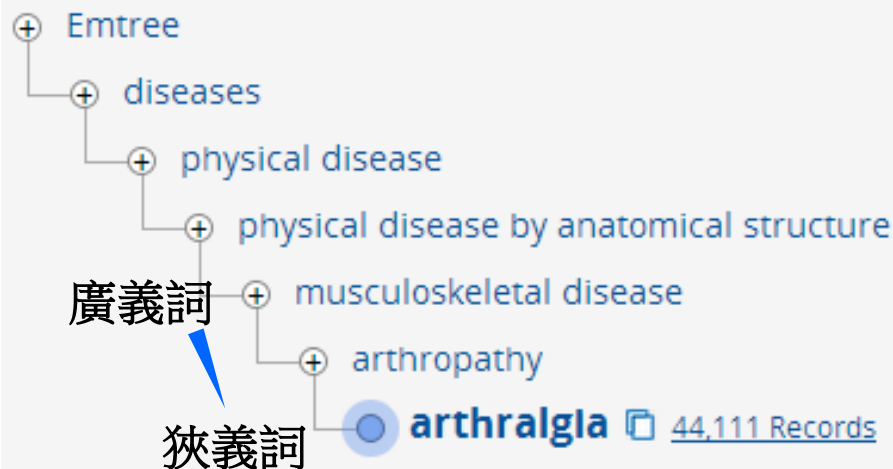 Emtree
diseases
physical disease
physical disease by anatomical structure
廣義詞
musculoskeletal disease
arthropathy
arthralgia 44,111 Records
狹義詞